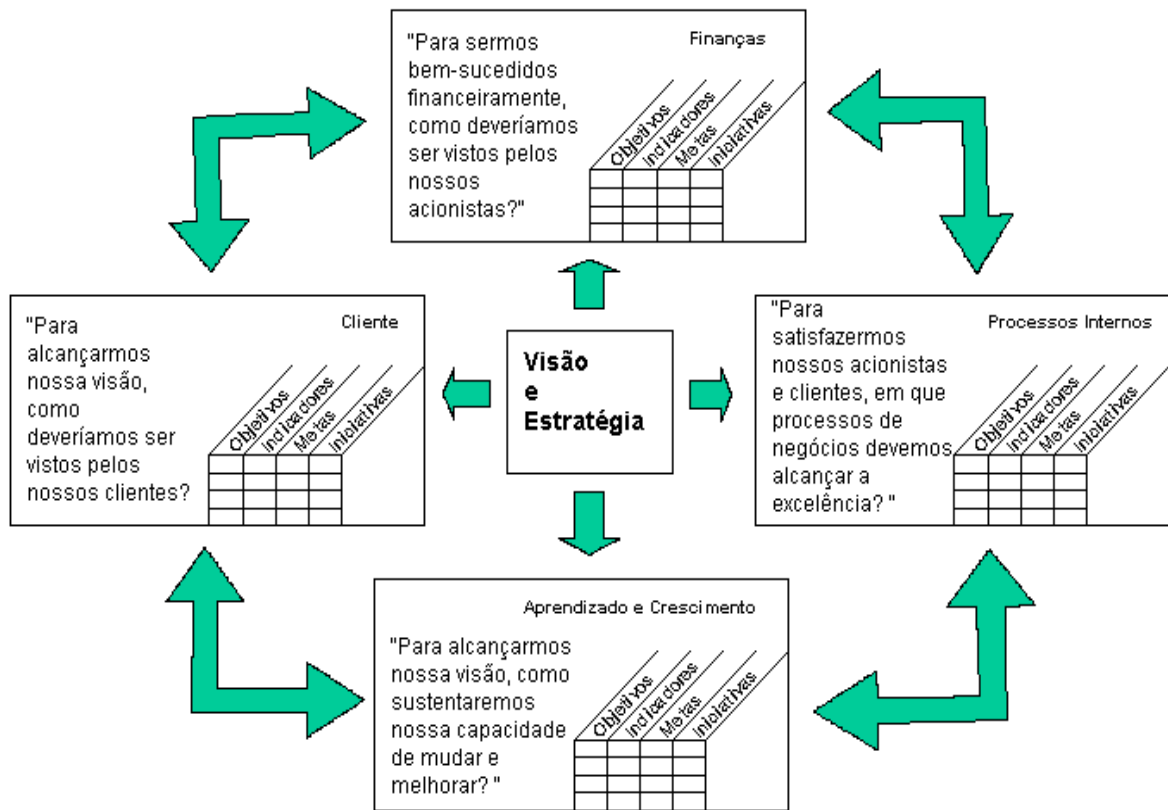 Finanças
"Para sermos
bem-sucedidos
financeiramente,
como deveríamos
ser vistos pelos
nossos
acionistas?"
Objetivos
Indicadores
Metas
Iniciativas
Cliente
"Para
alcançarmos
nossa visão,
como
deveríamos ser
vistos pelos
nossos clientes?
Objetivos
Indicadores
Metas
Iniciativas
Visão
e
Estratégia
Processos Internos
"Para
satisfazermos
nossos acionistas
e clientes, em que
processos de
negócios devemos
alcançar a
excelência? "
Objetivos
Indicadores
Metas
Iniciativas
Aprendizado e Crescimento
"Para alcançarmos
nossa visão, como
sustentaremos
nossa capacidade
de mudar e
melhorar? "
Objetivos
Indicadores
Metas
Iniciativas